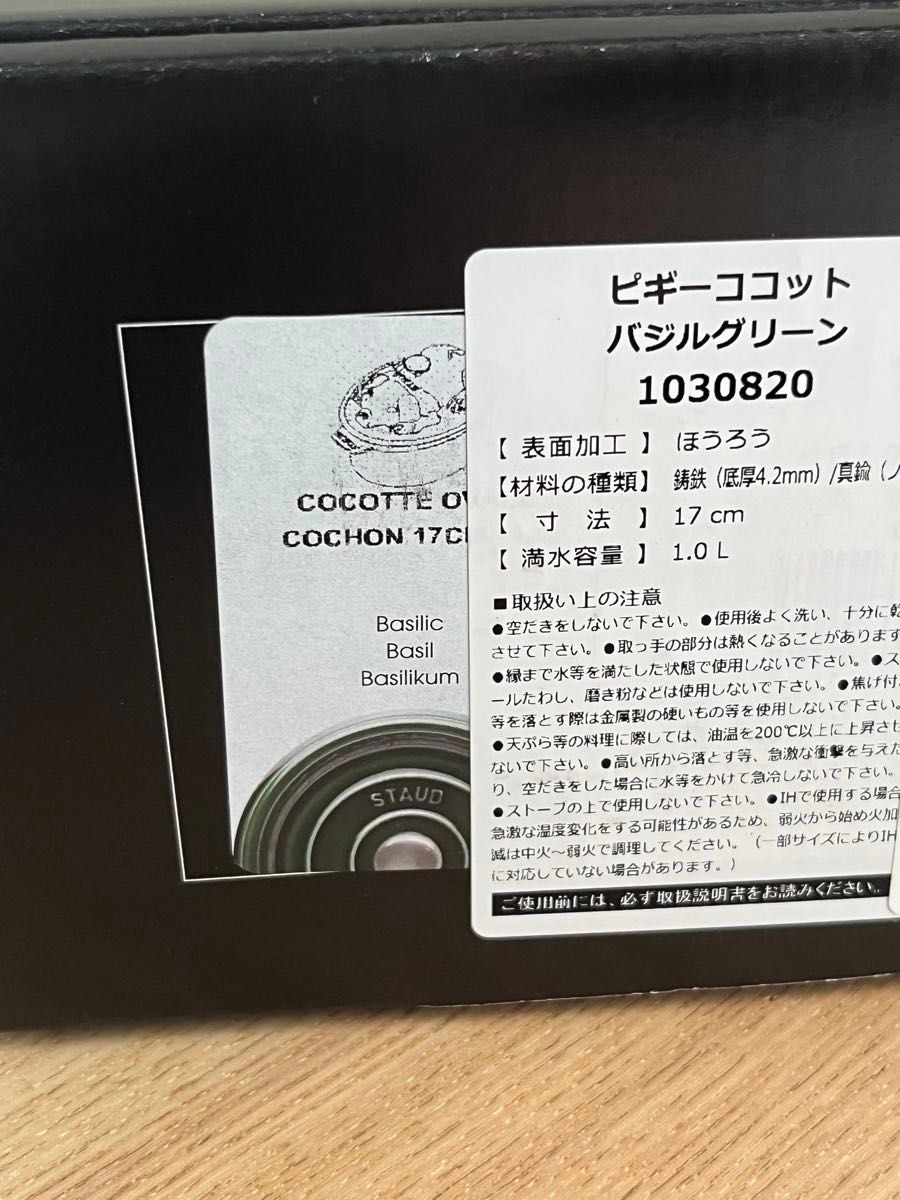 COCOTTE OV
COCHON 17C
Basilic
Basil
Basilikum
STAUB
ピギーココット
バジルグリーン
1030820
【 表面加工 】 ほうろう
【材料の種類】 鋳鉄（底厚4.2mm）/真鍮（ノ
【 寸 法 】 17 cm
【 満水容量 】 1.0 L
■取扱い上の注意
●空だきをしないで下さい。●使用後よく洗い、十分に乾
させて下さい。●取っ手の部分は熱くなることがあります
●縁まで水等を満たした状態で使用しないで下さい。●ス
ールたわし、磨き粉などは使用しないで下さい。●焦げ付
等を落とす際は金属製の硬いもの等を使用しないで下さい。
●天ぷら等の料理に際しては、油温を200℃以上に上昇させ
ないで下さい。●高い所から落とす等、急激な衝撃を与えた
り、空だきをした場合に水等をかけて急冷しないで下さい。
●ストーブの上で使用しないで下さい。●IHで使用する場合
急激な温度変化をする可能性があるため、弱火から始め火加
減は中火～弱火で調理してください。（一部サイズによりIH
に対応していない場合があります。）
ご使用前には、必ず取扱説明書をお読みください。